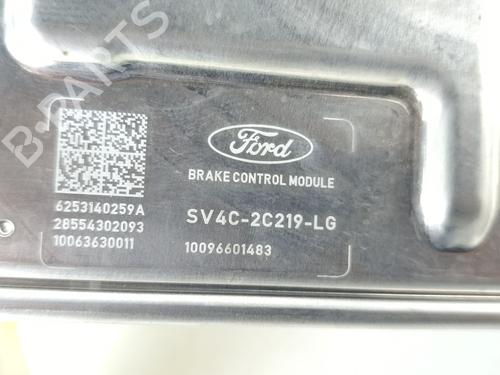 B-PARTS
Ford
BRAKE CONTROL MODULE
6253140259A
28554302093
10063630011
SV4C-2C219-LG
10096601483